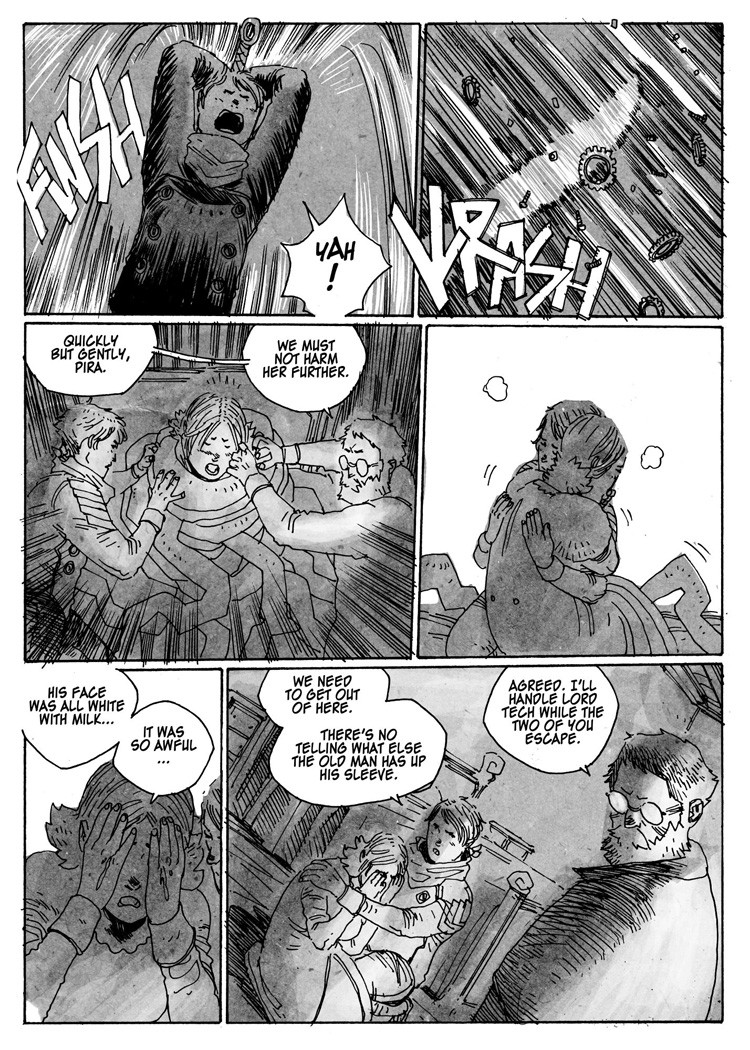 FWSH
YAH
!
VRASH
QUICKLY
BUT GENTLY,
PIRA.
WE MUST
NOT HARM
HER FURTHER.
HIS FACE
WAS ALL WHITE
WITH MILK...
IT WAS
SO AWFUL
...
WE NEED
TO GET OUT
OF HERE.
THERE'S NO
TELLING WHAT ELSE
THE OLD MAN HAS UP
HIS SLEEVE.
AGREED. I'LL
HANDLE LORD
TECH WHILE THE
TWO OF YOU
ESCAPE.